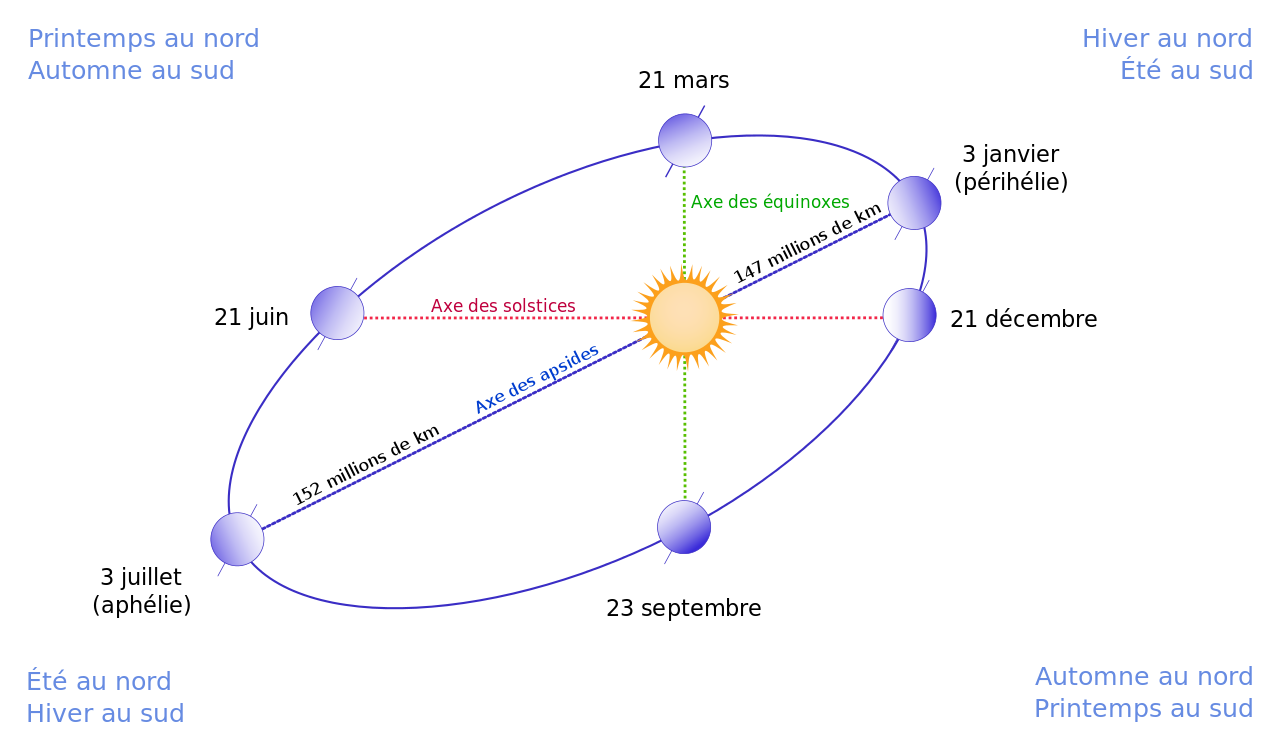 Printemps au nord
Automne au sud
Hiver au nord
Été au sud
21 mars
3 janvier
(périhélie)
Axe des équinoxes
147 millions de km
Axe des solstices
21 juin
21 décembre
Axe des apsides
152 millions de km
3 juillet
(aphélie)
23 septembre
Été au nord
Hiver au sud
Automne au nord
Printemps au sud